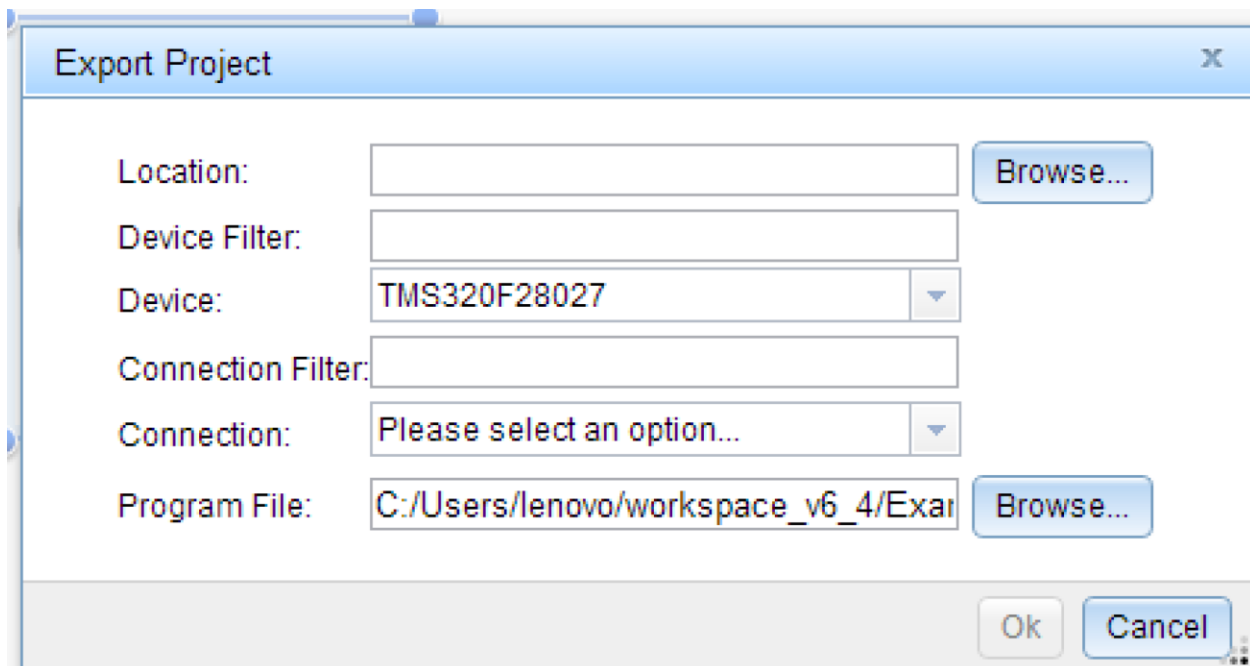 Export Project
x
Location:
Browse...
Device Filter:
Device:
TMS320F28027
Connection Filter:
Connection:
Please select an option...
Program File:
C:/Users/lenovo/workspace_v6_4/Exar
Browse...
Ok
Cancel